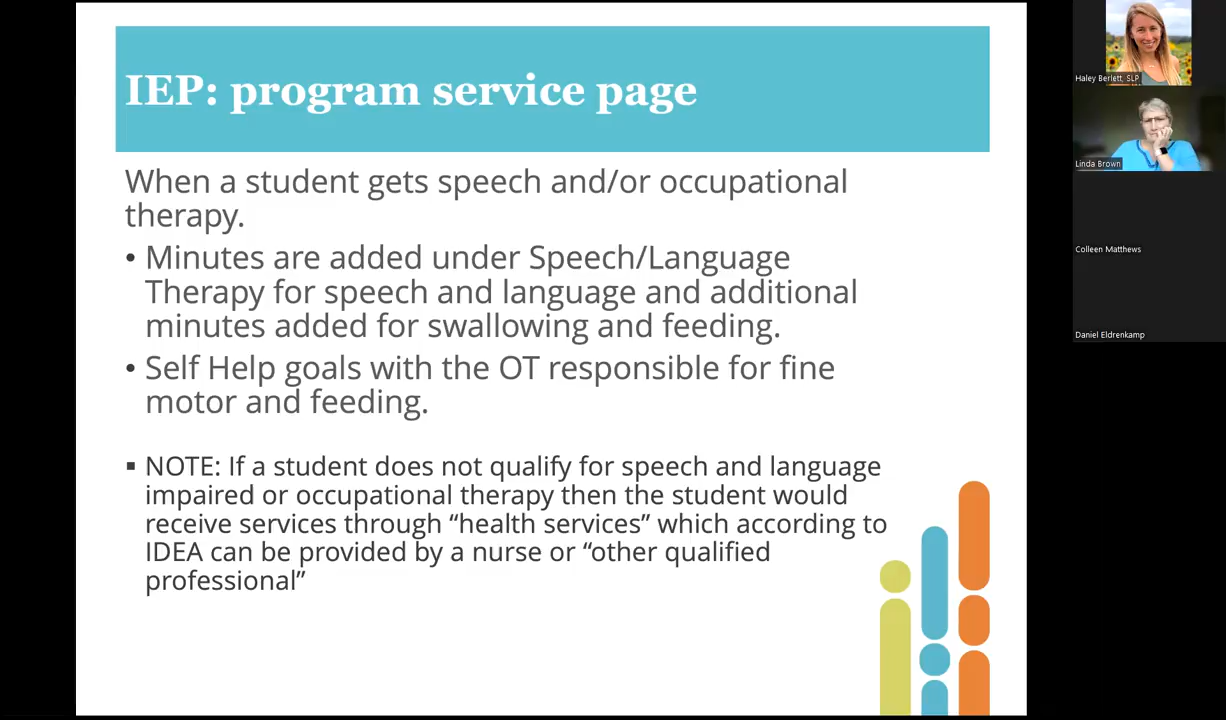 IEP: program service page
When a student gets speech and/or occupational
therapy.
• Minutes are added under Speech/Language
Therapy for speech and language and additional
minutes added for swallowing and feeding.
• Self Help goals with the OT responsible for fine
motor and feeding.
▪ NOTE: If a student does not qualify for speech and language
impaired or occupational therapy then the student would
receive services through “health services” which according to
IDEA can be provided by a nurse or “other qualified
professional”
Haley Berlett, SLP
Linda Brown
Colleen Matthews
Daniel Eldrenkamp